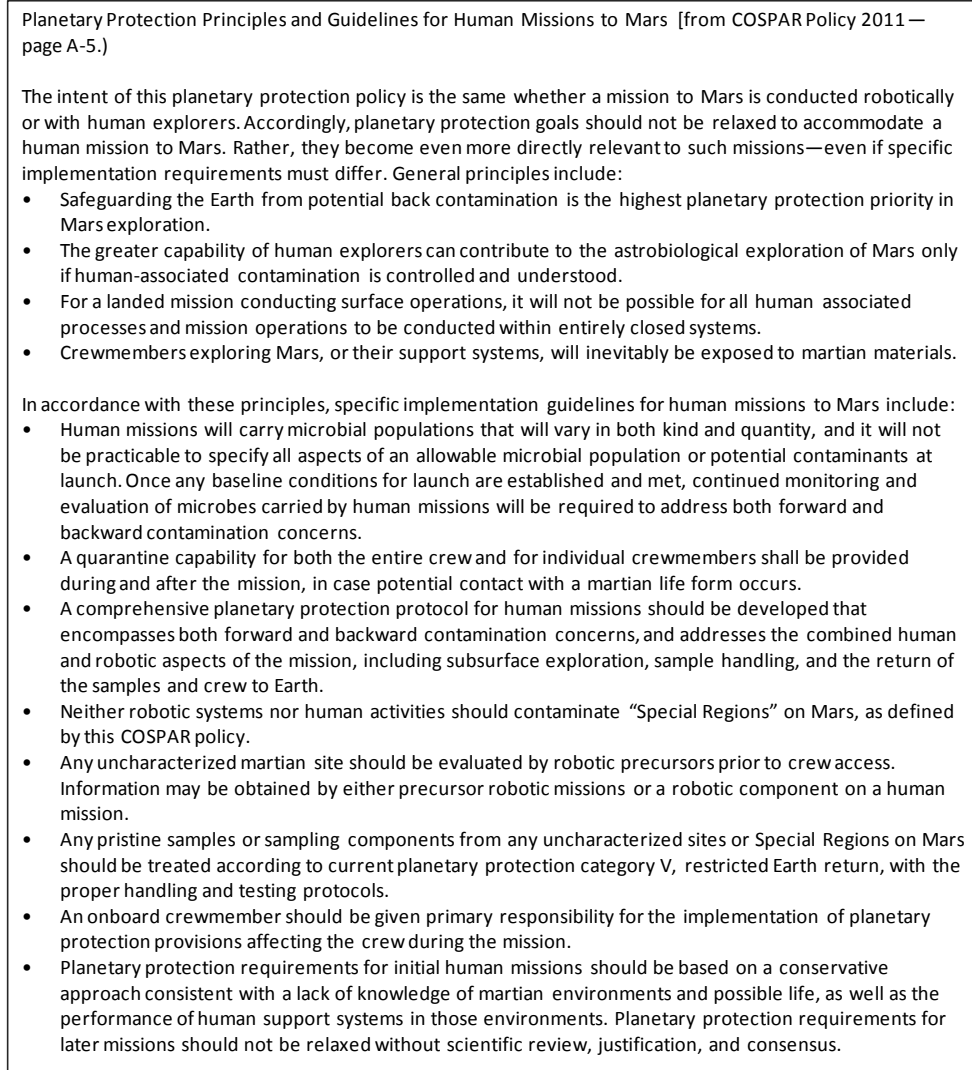 Planetary Protection Principles and Guidelines for Human Missions to Mars [from COSPAR Policy 2011—
page A-5.)
The intent of this planetary protection policy is the same whether a mission to Mars is conducted robotically
or with human explorers. Accordingly, planetary protection goals should not be relaxed to accommodate a
human mission to Mars. Rather, they become even more directly relevant to such missions—even if specific
implementation requirements must differ. General principles include:
• Safeguarding the Earth from potential back contamination is the highest planetary protection priority in
Mars exploration.
• The greater capability of human explorers can contribute to the astrobiological exploration of Mars only
if human-associated contamination is controlled and understood.
• For a landed mission conducting surface operations, it will not be possible for all human associated
processes and mission operations to be conducted within entirely closed systems.
• Crewmembers exploring Mars, or their support systems, will inevitably be exposed to martian materials.
In accordance with these principles, specific implementation guidelines for human missions to Mars include:
• Human missions will carry microbial populations that will vary in both kind and quantity, and it will not
be practicable to specify all aspects of an allowable microbial population or potential contaminants at
launch. Once any baseline conditions for launch are established and met, continued monitoring and
evaluation of microbes carried by human missions will be required to address both forward and
backward contamination concerns.
• A quarantine capability for both the entire crew and for individual crewmembers shall be provided
during and after the mission, in case potential contact with a martian life form occurs.
• A comprehensive planetary protection protocol for human missions should be developed that
encompasses both forward and backward contamination concerns, and addresses the combined human
and robotic aspects of the mission, including subsurface exploration, sample handling, and the return of
the samples and crew to Earth.
• Neither robotic systems nor human activities should contaminate “Special Regions” on Mars, as defined
by this COSPAR policy.
• Any uncharacterized martian site should be evaluated by robotic precursors prior to crew access.
Information may be obtained by either precursor robotic missions or a robotic component on a human
mission.
• Any pristine samples or sampling components from any uncharacterized sites or Special Regions on Mars
should be treated according to current planetary protection category V, restricted Earth return, with the
proper handling and testing protocols.
• An onboard crewmember should be given primary responsibility for the implementation of planetary
protection provisions affecting the crew during the mission.
• Planetary protection requirements for initial human missions should be based on a conservative
approach consistent with a lack of knowledge of martian environments and possible life, as well as the
performance of human support systems in those environments. Planetary protection requirements for
later missions should not be relaxed without scientific review, justification, and consensus.